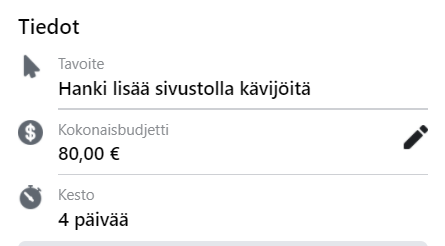 Tiedot
Tavoite
Hanki lisää sivustolla kävijöitä
Kokonaisbudjetti
80,00 €
Kesto
4 päivää